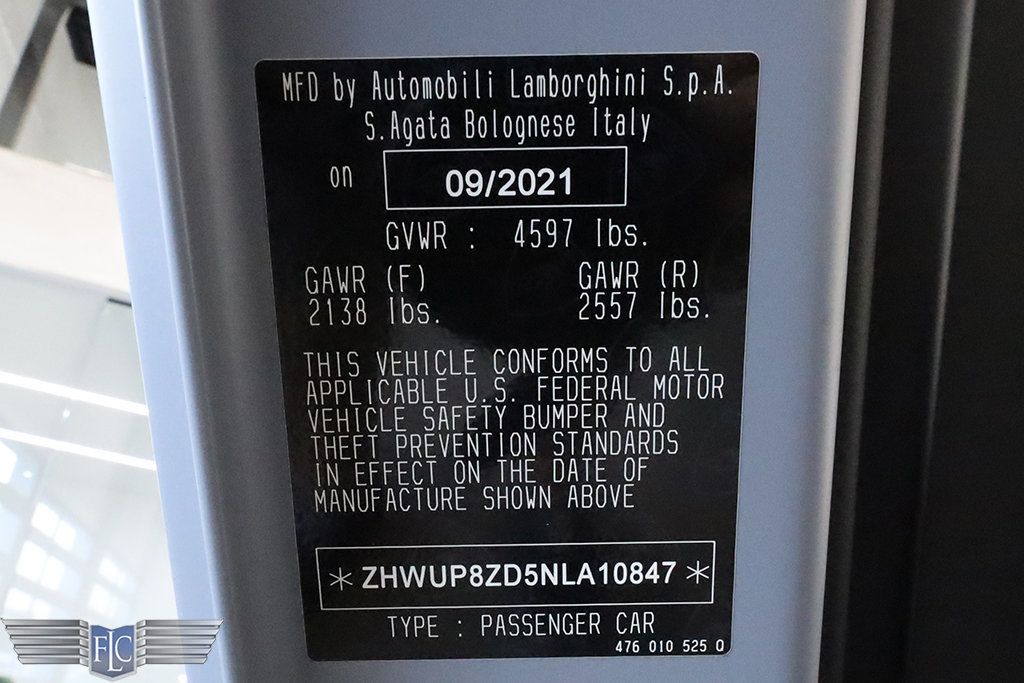 MFD by Automobili Lamborghini S.p.A.
S.Agata Bolognese Italy
on 09/2021
GVWR : 4597 lbs.
GAWR (F) GAWR (R)
2138 lbs. 2557 lbs.
THIS VEHICLE CONFORMS TO ALL
APPLICABLE U.S. FEDERAL MOTOR
VEHICLE SAFETY BUMPER AND
THEFT PREVENTION STANDARDS
IN EFFECT ON THE DATE OF
MANUFACTURE SHOWN ABOVE
* ZHWUP8ZD5NLA10847 *
TYPE : PASSENGER CAR
476 010 525 Q
FLC